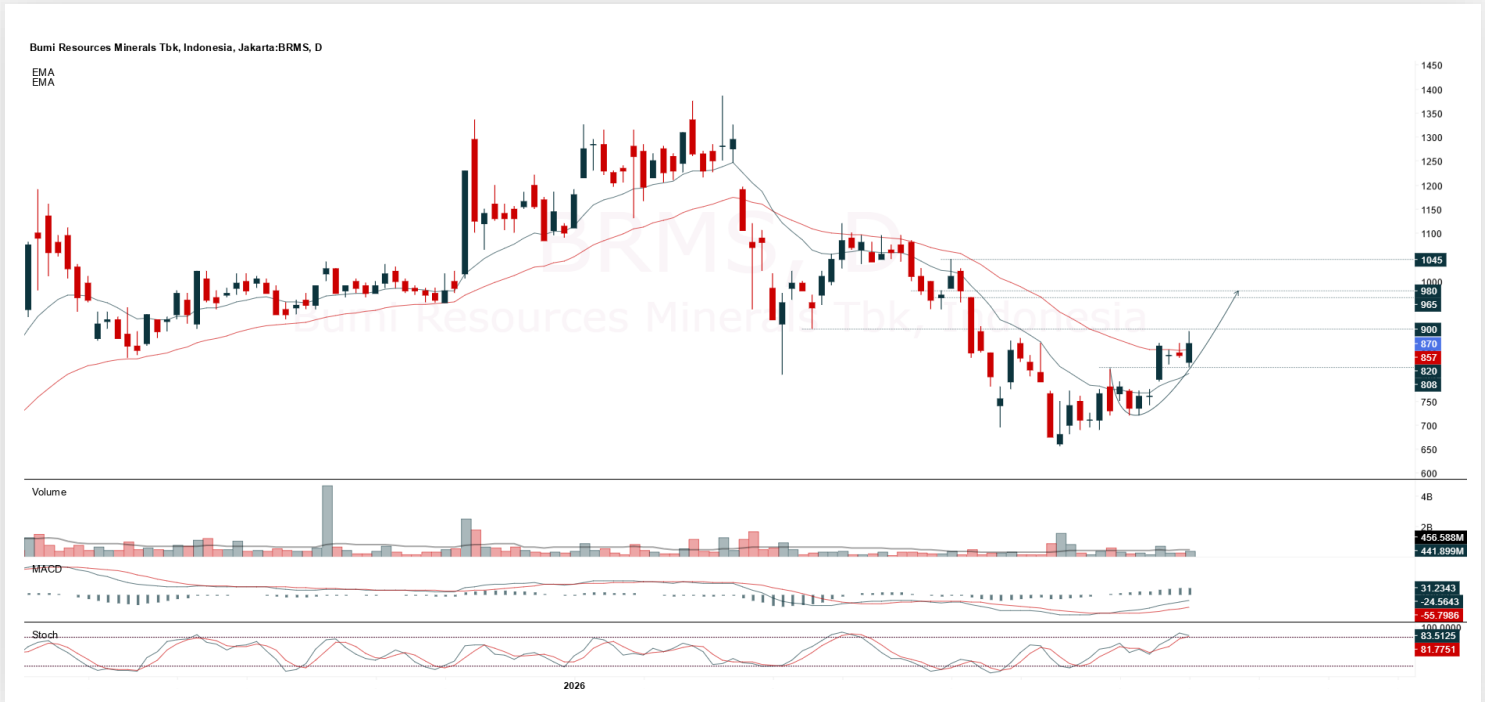 Bumi Resources Minerals Tbk, Indonesia, Jakarta:BRMS, D
EMA
EMA
BRMS, D
Bumi Resources Minerals Tbk, Indonesia
1450
1400
1350
1300
1250
1200
1150
1100
1045
1000
980
965
900
870
857
820
808
750
700
650
600
Volume
4B
2B
456.588M
441.899M
MACD
31.2343
-24.5643
-55.7986
Stoch
100.0000
83.5125
81.7751
2026